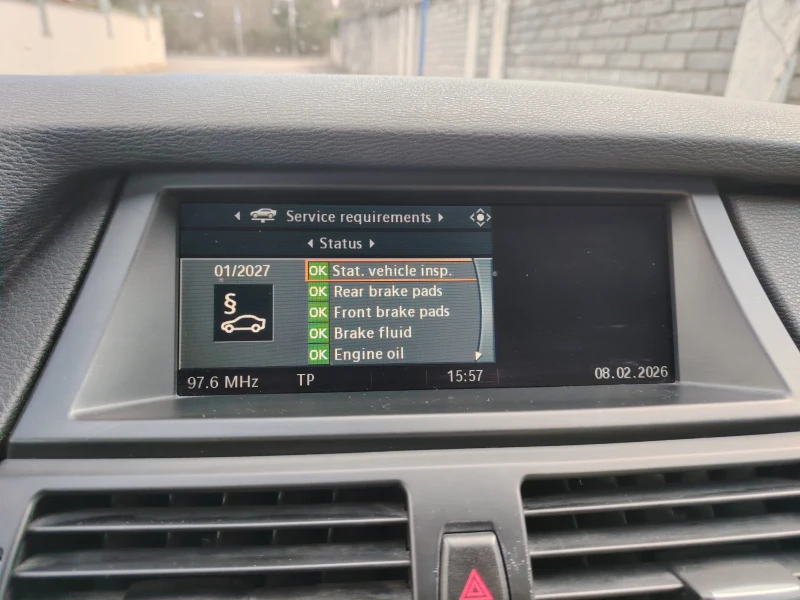 Service requirements
Status
01/2027
OK Stat. vehicle insp.
§
OK Rear brake pads
OK Front brake pads
OK Brake fluid
OK Engine oil
97.6 MHz TP 15:57 08.02.2026